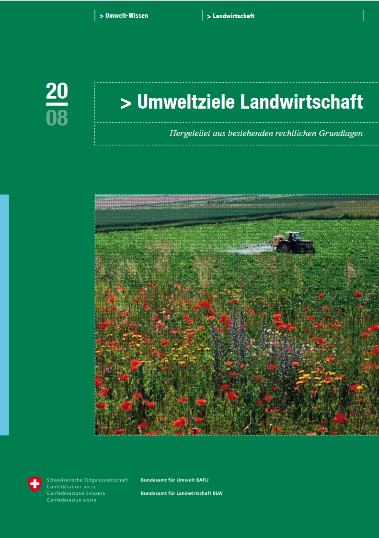 > Umwelt-Wissen
> Landwirtschaft
20
08
> Umweltziele Landwirtschaft
Hergeleitet aus bestehenden rechtlichen Grundlagen
Schweizerische Eidgenossenschaft
Confédération suisse
Confederazione Svizzera
Confederaziun svizra
Bundesamt für Umwelt BAFU
Bundesamt für Landwirtschaft BLW